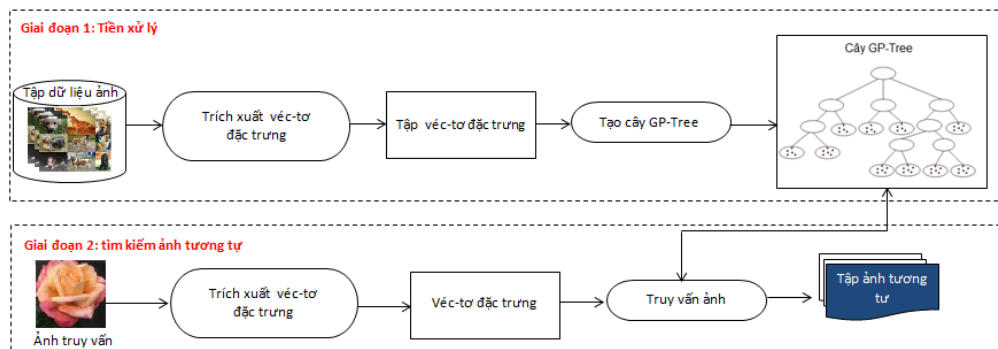 Giai đoạn 1: Tiền xử lý
Tập dữ liệu ảnh
Trích xuất véc-tơ
đặc trưng
Tập véc-tơ đặc trưng
Tạo cây GP-Tree
Cây GP-Tree
Giai đoạn 2: tìm kiếm ảnh tương tự
Ảnh truy vấn
Trích xuất véc-tơ
đặc trưng
Véc-tơ đặc trưng
Truy vấn ảnh
Tập ảnh tương
tư